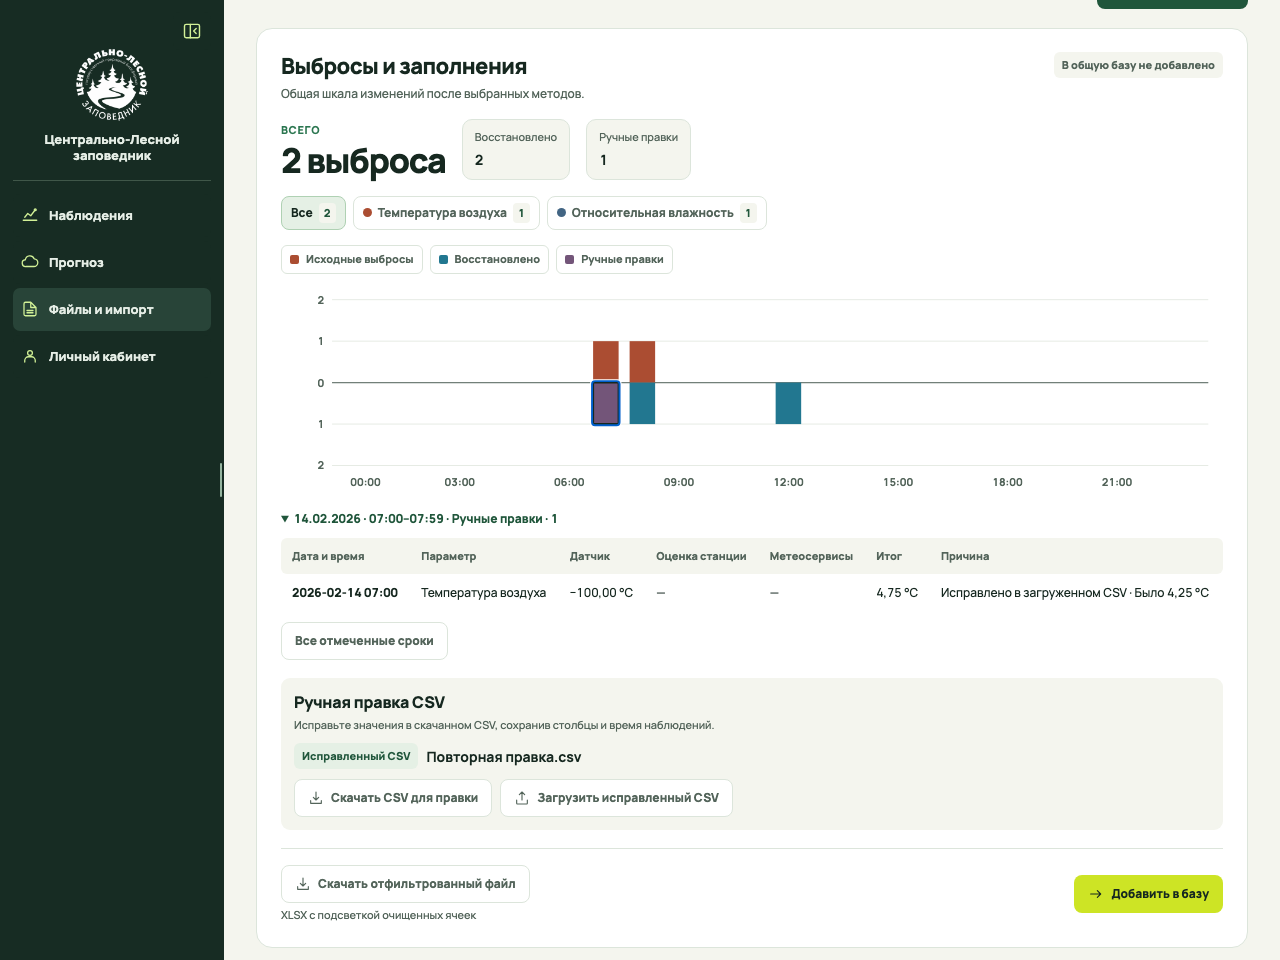 ЦЕНТРАЛЬНО-ЛЕСНОЙ
ЗАПОВЕДНИК
Центрально-Лесной
заповедник
Наблюдения
Прогноз
Файлы и импорт
Личный кабинет
Выбросы и заполнения
В общую базу не добавлено
Общая шкала изменений после выбранных методов.
ВСЕГО
2 выброса
Восстановлено
2
Ручные правки
1
Все 2
Температура воздуха 1
Относительная влажность 1
Исходные выбросы
Восстановлено
Ручные правки
2
1
0
1
2
00:00 03:00 06:00 09:00 12:00 15:00 18:00 21:00
▼ 14.02.2026 · 07:00–07:59 · Ручные правки · 1
Дата и время Параметр Датчик Оценка станции Метеосервисы Итог Причина
2026-02-14 07:00 Температура воздуха −100,00 °C — — 4,75 °C Исправлено в загруженном CSV · Было 4,25 °C
Все отмеченные сроки
Ручная правка CSV
Исправьте значения в скачанном CSV, сохранив столбцы и время наблюдений.
Исправленный CSV Повторная правка.csv
Скачать CSV для правки
Загрузить исправленный CSV
Скачать отфильтрованный файл
XLSX с подсветкой очищенных ячеек
Добавить в базу